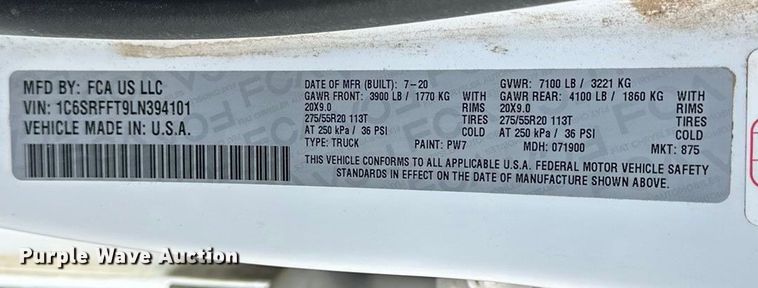 MFD BY: FCA US LLC
VIN: 1C6SRFFT9LN394101
VEHICLE MADE IN: U.S.A.
DATE OF MFR (BUILT): 7-20 GVWR: 7100 LB / 3221 KG
GAWR FRONT: 3900 LB / 1770 KG WITH GAWR REAR: 4100 LB / 1860 KG WITH
20X9.0 RIMS 20X9.0 RIMS
275/55R20 113T TIRES 275/55R20 113T TIRES
AT 250 kPa / 36 PSI COLD AT 250 kPa / 36 PSI COLD
TYPE: TRUCK PAINT: PW7 MDH: 071900 MKT: 875
THIS VEHICLE CONFORMS TO ALL APPLICABLE U.S.A. FEDERAL MOTOR VEHICLE SAFETY
STANDARDS IN EFFECT ON THE DATE OF MANUFACTURE SHOWN ABOVE.
Purple Wave Auction